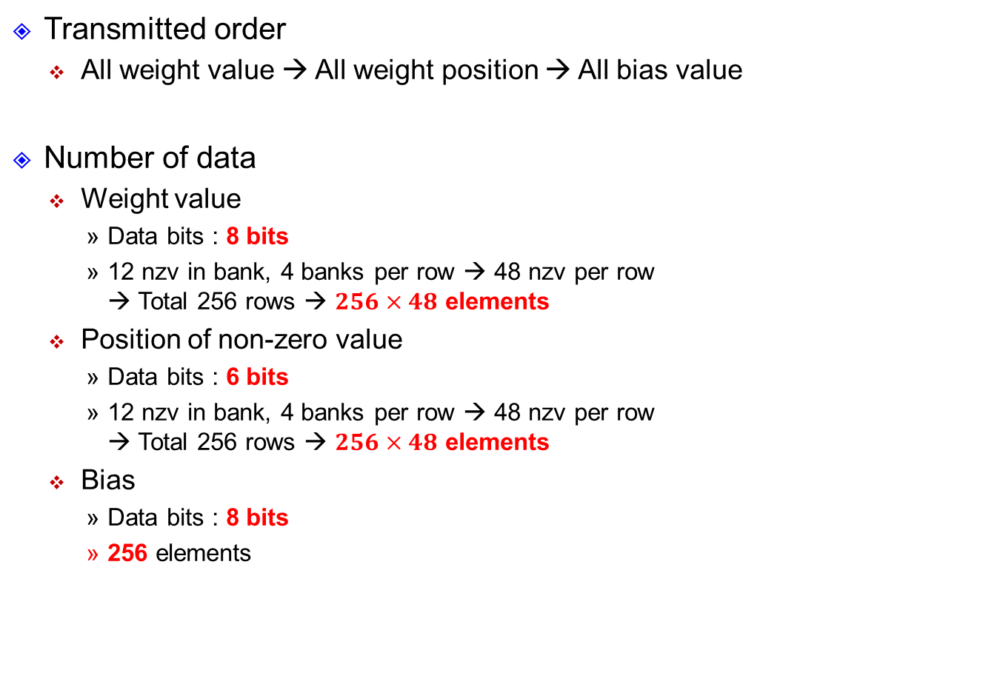 Transmitted order
All weight value → All weight position → All bias value
Number of data
Weight value
» Data bits : 8 bits
» 12 nzv in bank, 4 banks per row → 48 nzv per row
→ Total 256 rows → 256 × 48 elements
Position of non-zero value
» Data bits : 6 bits
» 12 nzv in bank, 4 banks per row → 48 nzv per row
→ Total 256 rows → 256 × 48 elements
Bias
» Data bits : 8 bits
» 256 elements